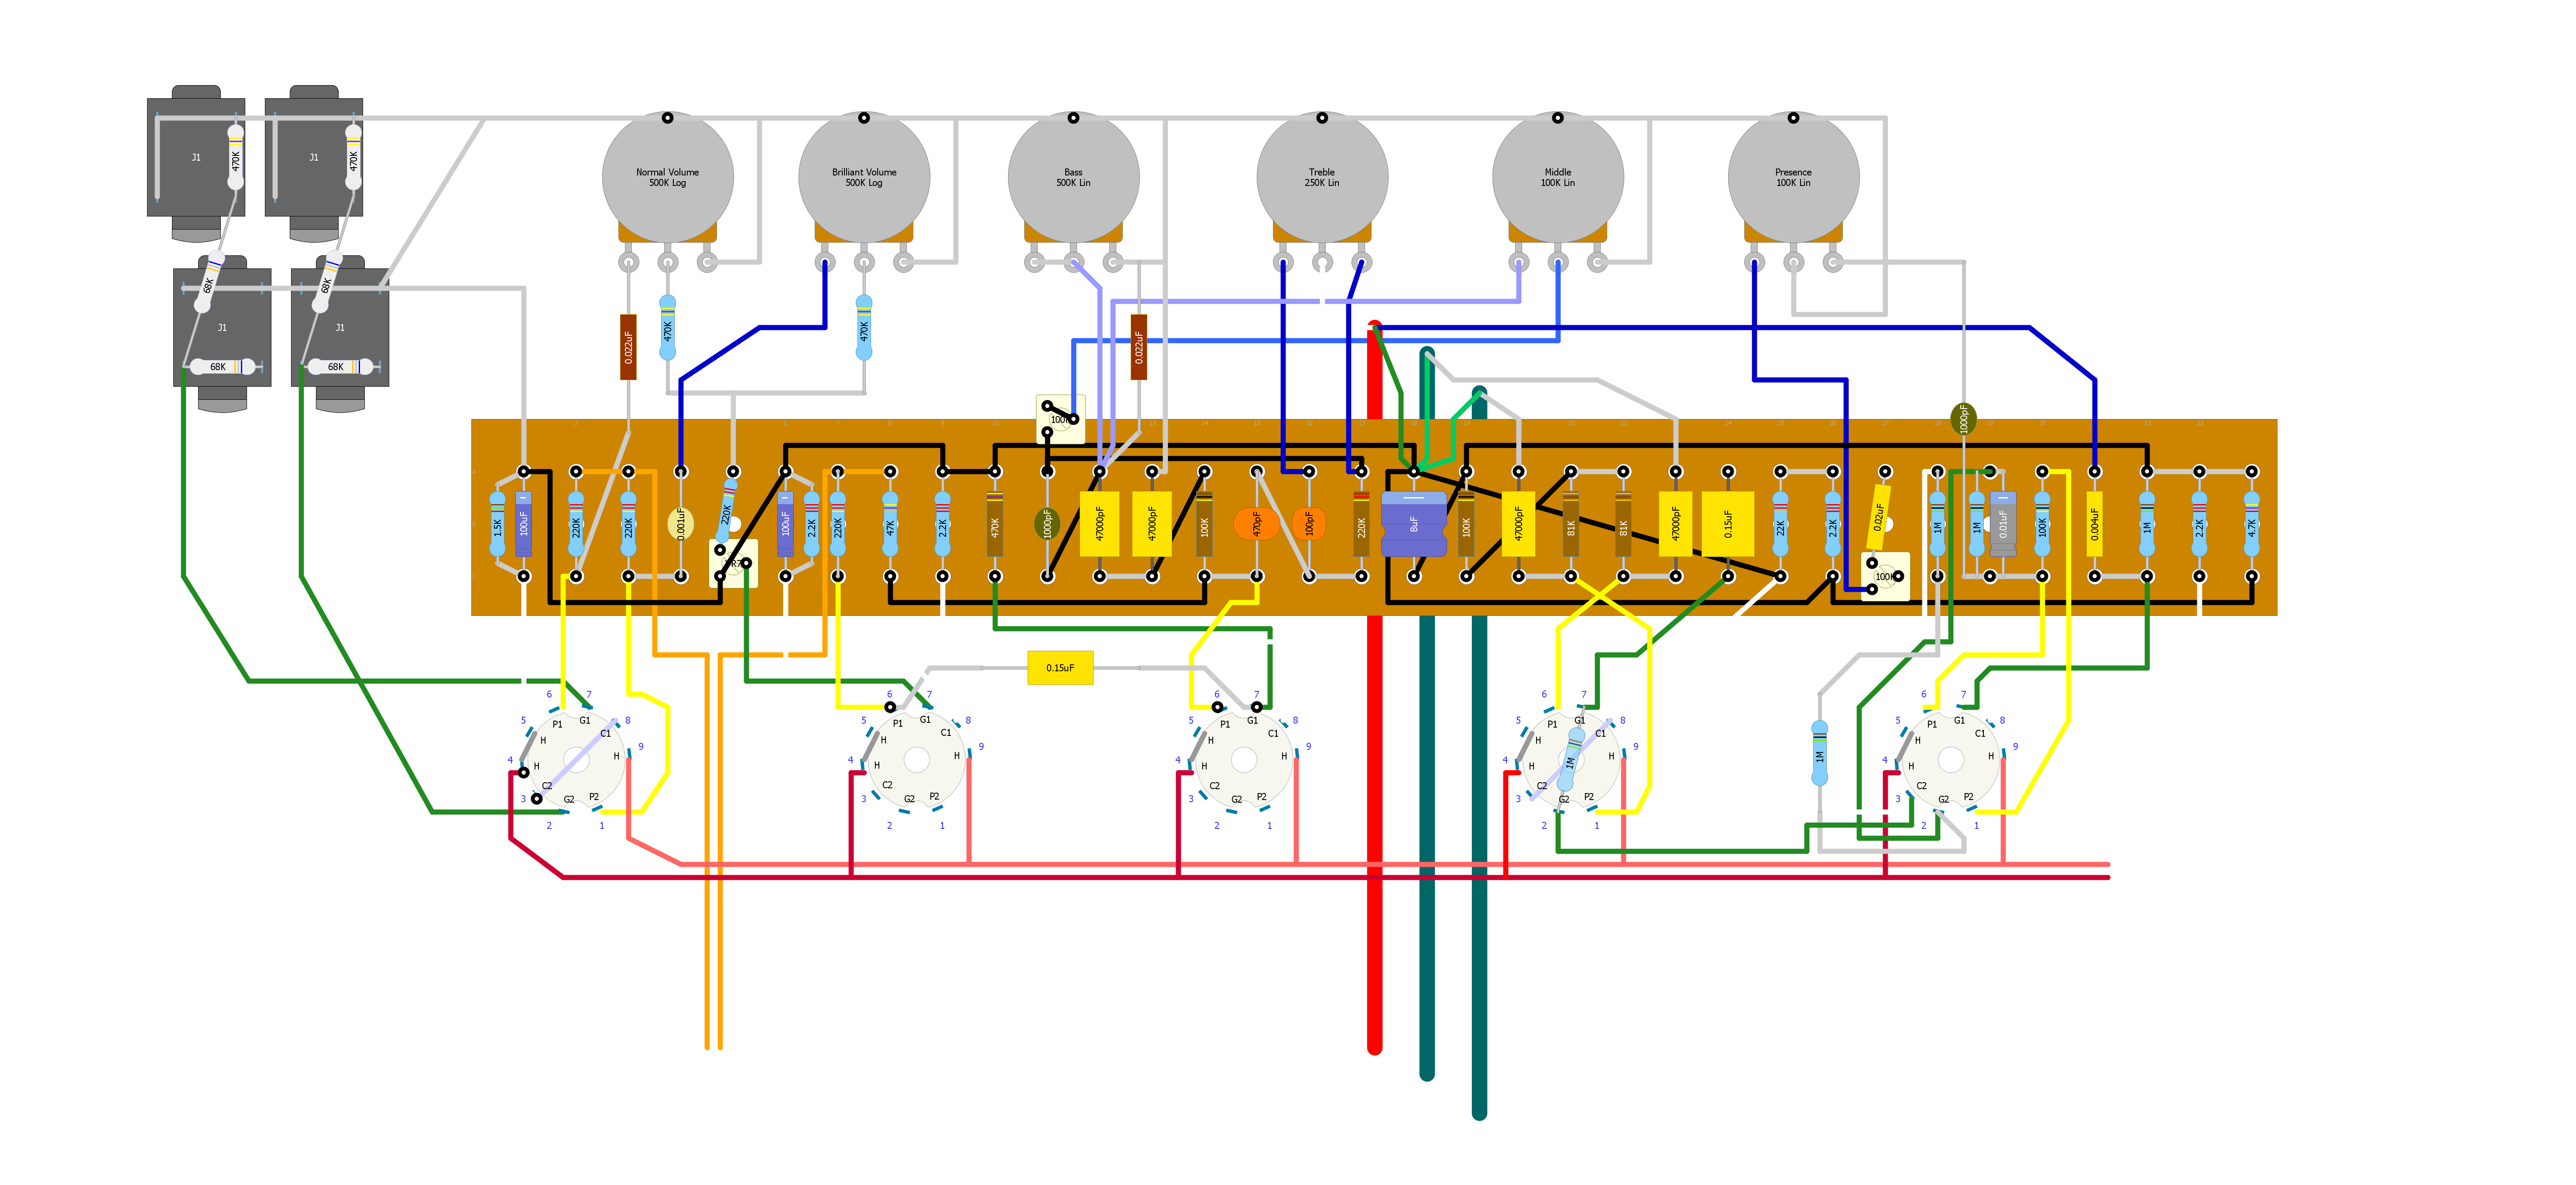 J1
J1
470K
470K
68K
68K
J1
J1
68K
68K
Normal Volume
500K Log
Brilliant Volume
500K Log
Bass
500K Lin
Treble
250K Lin
Middle
100K Lin
Presence
100K Lin
0.022uF
470K
470K
0.022uF
100K
1000pF
1.5K
100uF
220K
220K
0.001uF
220K
100uF
2.2K
220K
47K
2.2K
470K
1000pF
47000pF
47000pF
100K
470pF
100pF
220K
8uF
100K
47000pF
81K
81K
47000pF
0.15uF
22K
2.2K
0.02uF
100K
1M
1M
0.01uF
100K
0.004uF
1M
2.2K
4.7K
0.15uF
1M
1M
6 7
5 P1 G1 8
H C1
4 H H 9
3 C2 G2 P2
2 1
6 7
5 P1 G1 8
H C1
4 H H 9
3 C2 G2 P2
2 1
6 7
5 P1 G1 8
H C1
4 H H 9
3 C2 G2 P2
2 1
6 7
5 P1 G1 8
H C1
4 H H 9
3 C2 G2 P2
2 1
6 7
5 P1 G1 8
H C1
4 H H 9
3 C2 G2 P2
2 1